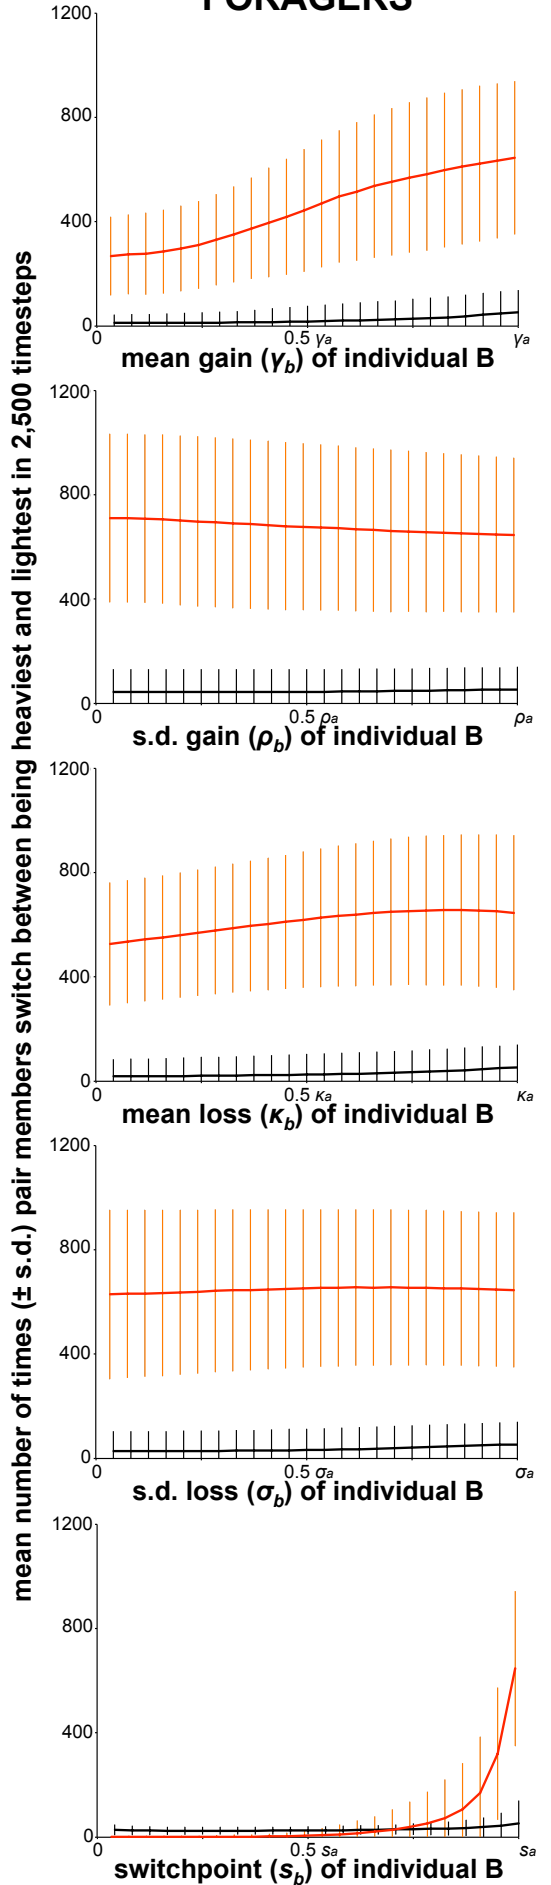 FORAGERS
mean number of times (± s.d.) pair members switch between being heaviest and lightest in 2,500 timesteps
1200
800
400
0
0 0.5 γa γa
mean gain (γb) of individual B
1200
800
400
0
0 0.5 ρa ρa
s.d. gain (ρb) of individual B
1200
800
400
0
0 0.5 κa κa
mean loss (κb) of individual B
1200
800
400
0
0 0.5 σa σa
s.d. loss (σb) of individual B
1200
800
400
0
0 0.5 sa sa
switchpoint (sb) of individual B